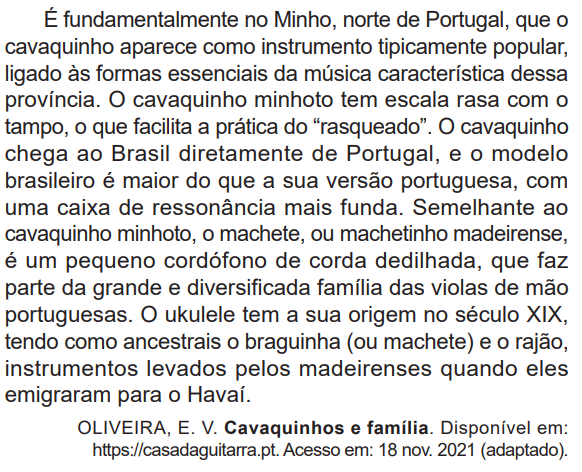 É fundamentalmente no Minho, norte de Portugal, que o
cavaquinho aparece como instrumento tipicamente popular,
ligado às formas essenciais da música característica dessa
província. O cavaquinho minhoto tem escala rasa com o
tampo, o que facilita a prática do “rasqueado”. O cavaquinho
chega ao Brasil diretamente de Portugal, e o modelo
brasileiro é maior do que a sua versão portuguesa, com
uma caixa de ressonância mais funda. Semelhante ao
cavaquinho minhoto, o machete, ou machetinho madeirense,
é um pequeno cordófono de corda dedilhada, que faz
parte da grande e diversificada família das violas de mão
portuguesas. O ukulele tem a sua origem no século XIX,
tendo como ancestrais o braguinha (ou machete) e o rajão,
instrumentos levados pelos madeirenses quando eles
emigraram para o Havaí.
OLIVEIRA, E. V. Cavaquinhos e família. Disponível em:
https://casadaguitarra.pt. Acesso em: 18 nov. 2021 (adaptado).